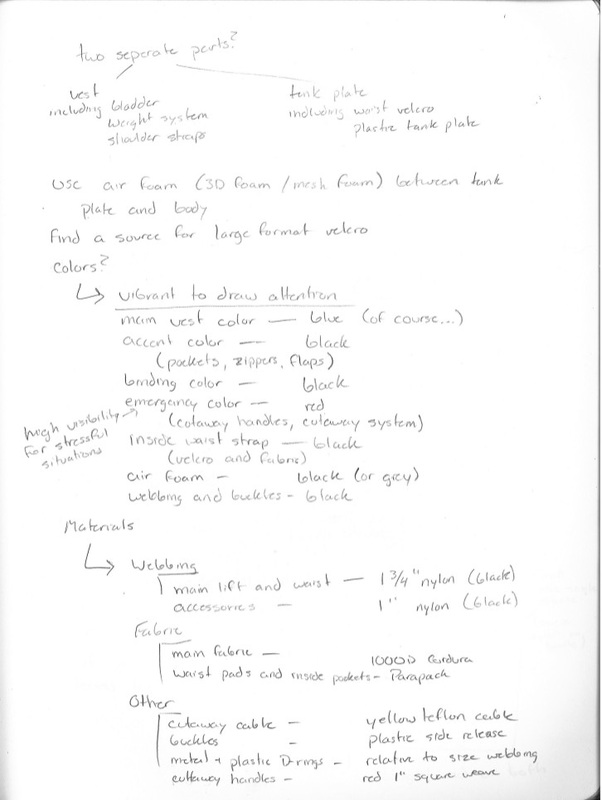 two seperate parts?
vest
including bladder
weight system
shoulder straps
tank plate
including waist velcro
plastic tank plate
use air foam (3D foam / mesh foam) between tank
plate and body
find a source for large format velcro
colors?
↳ vibrant to draw attention
main vest color — blue (of course...)
accent color — black
(pockets, zippers, flaps)
binding color — black
emergancy color — red
(cutaway handles, cutaway system)
high visibility →
for stressful
situations
inside waist strap — black
(velcro and fabric)
air foam — black (or grey)
webbing and buckles - black
Materials
↳ Webbing
main lift and waist — 1 3/4" nylon (black)
accessories — 1" nylon (black)
Fabric
main fabric — 1000D Cordura
waist pads and inside pockets - Parapack
Other
cutaway cable — yellow teflon cable
buckles — plastic side release
metal + plastic D-rings - relative to size webbing
cuttaway handles - red 1" square weave